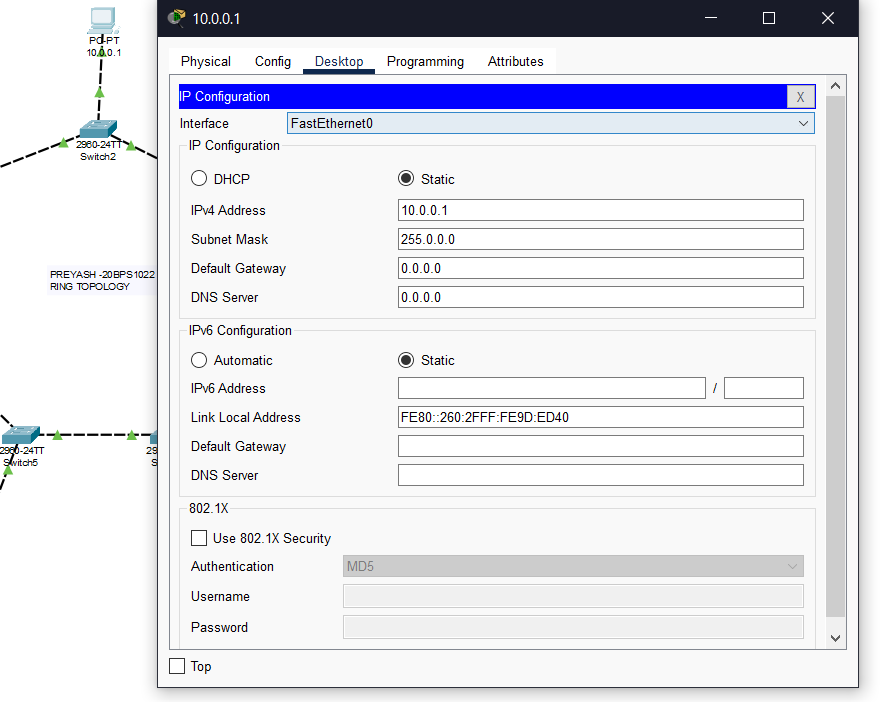 10.0.0.1
PC-PT
10.0.0.1
2960-24TT
Switch2
PREYASH -20BPS1022
RING TOPOLOGY
2960-24TT
Switch5
29
S
Physical Config Desktop Programming Attributes
IP Configuration X
Interface FastEthernet0
IP Configuration
DHCP Static
IPv4 Address 10.0.0.1
Subnet Mask 255.0.0.0
Default Gateway 0.0.0.0
DNS Server 0.0.0.0
IPv6 Configuration
Automatic Static
IPv6 Address /
Link Local Address FE80::260:2FFF:FE9D:ED40
Default Gateway
DNS Server
802.1X
Use 802.1X Security
Authentication MD5
Username
Password
Top